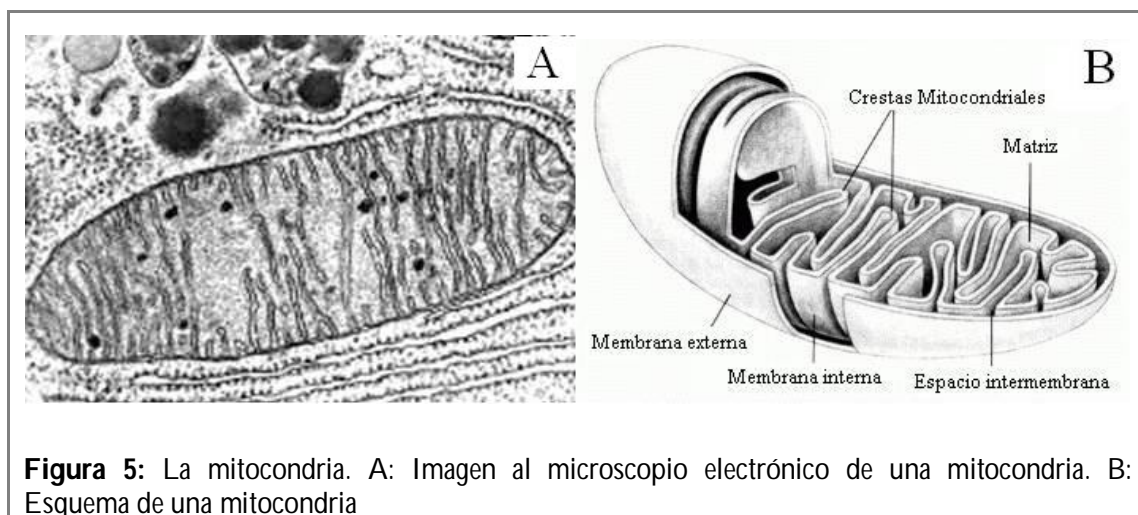 A
B
Crestas Mitocondriales
Matriz
Membrana externa
Membrana interna
Espacio intermembrana
Figura 5: La mitocondria. A: Imagen al microscopio electrónico de una mitocondria. B:
Esquema de una mitocondria